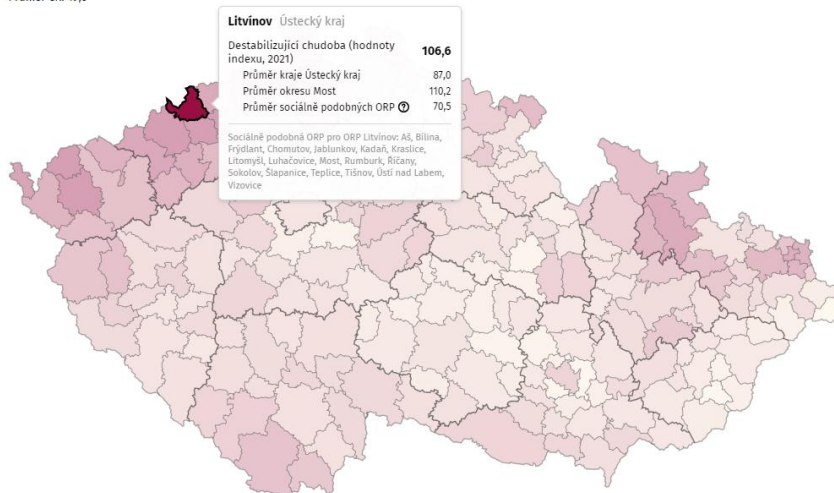 Litvínov Ústecký kraj
Destabilizující chudoba (hodnoty indexu, 2021) 106,6
Průměr kraje Ústecký kraj 87,0
Průměr okresu Most 110,2
Průměr sociálně podobných ORP ? 70,5
Sociálně podobná ORP pro ORP Litvínov: Aš, Bílina,
Frýdlant, Chomutov, Jablunkov, Kadaň, Kraslice,
Litomyšl, Luhačovice, Most, Rumburk, Říčany,
Sokolov, Šlapanice, Teplice, Tišnov, Ústí nad Labem,
Vizovice